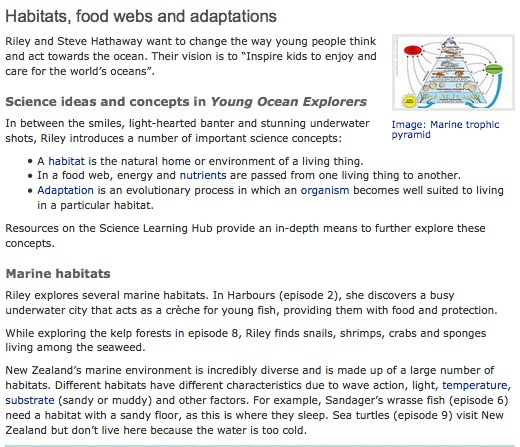 Habitats, food webs and adaptations
Riley and Steve Hathaway want to change the way young people think
and act towards the ocean. Their vision is to “Inspire kids to enjoy and
care for the world’s oceans”.
Image: Marine trophic
pyramid
Science ideas and concepts in Young Ocean Explorers
In between the smiles, light-hearted banter and stunning underwater
shots, Riley introduces a number of important science concepts:
• A habitat is the natural home or environment of a living thing.
• In a food web, energy and nutrients are passed from one living thing to another.
• Adaptation is an evolutionary process in which an organism becomes well suited to living
in a particular habitat.
Resources on the Science Learning Hub provide an in-depth means to further explore these
concepts.
Marine habitats
Riley explores several marine habitats. In Harbours (episode 2), she discovers a busy
underwater city that acts as a crèche for young fish, providing them with food and protection.
While exploring the kelp forests in episode 8, Riley finds snails, shrimps, crabs and sponges
living among the seaweed.
New Zealand’s marine environment is incredibly diverse and is made up of a large number of
habitats. Different habitats have different characteristics due to wave action, light, temperature,
substrate (sandy or muddy) and other factors. For example, Sandager’s wrasse fish (episode 6)
need a habitat with a sandy floor, as this is where they sleep. Sea turtles (episode 9) visit New
Zealand but don’t live here because the water is too cold.